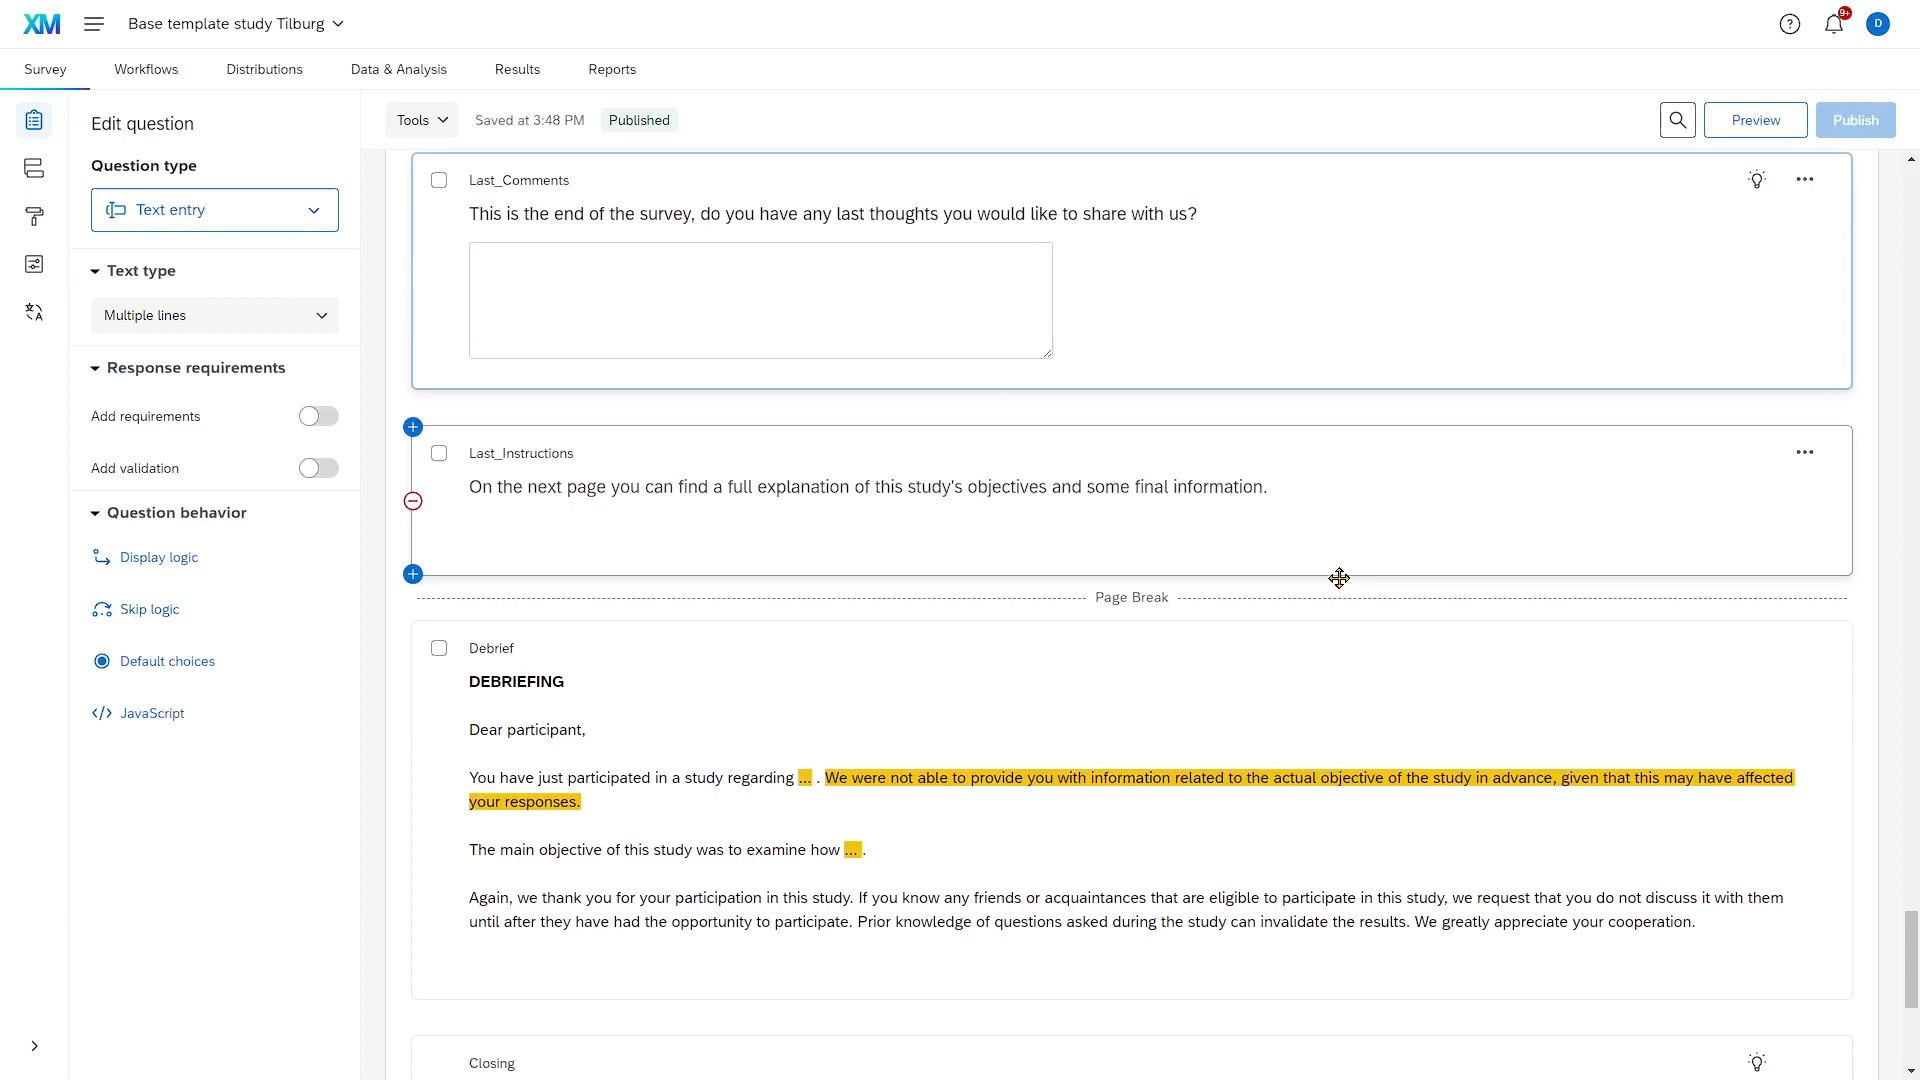 XM
Base template study Tilburg
9+
D
Survey
Workflows
Distributions
Data & Analysis
Results
Reports
Edit question
Tools
Saved at 3:48 PM
Published
Preview
Publish
Question type
Text entry
Text type
Multiple lines
Response requirements
Add requirements
Add validation
Question behavior
Display logic
Skip logic
Default choices
JavaScript
Last_Comments
This is the end of the survey, do you have any last thoughts you would like to share with us?
Last_Instructions
On the next page you can find a full explanation of this study's objectives and some final information.
Page Break
Debrief
DEBRIEFING
Dear participant,
You have just participated in a study regarding ... . We were not able to provide you with information related to the actual objective of the study in advance, given that this may have affected
your responses.
The main objective of this study was to examine how ... .
Again, we thank you for your participation in this study. If you know any friends or acquaintances that are eligible to participate in this study, we request that you do not discuss it with them
until after they have had the opportunity to participate. Prior knowledge of questions asked during the study can invalidate the results. We greatly appreciate your cooperation.
Closing